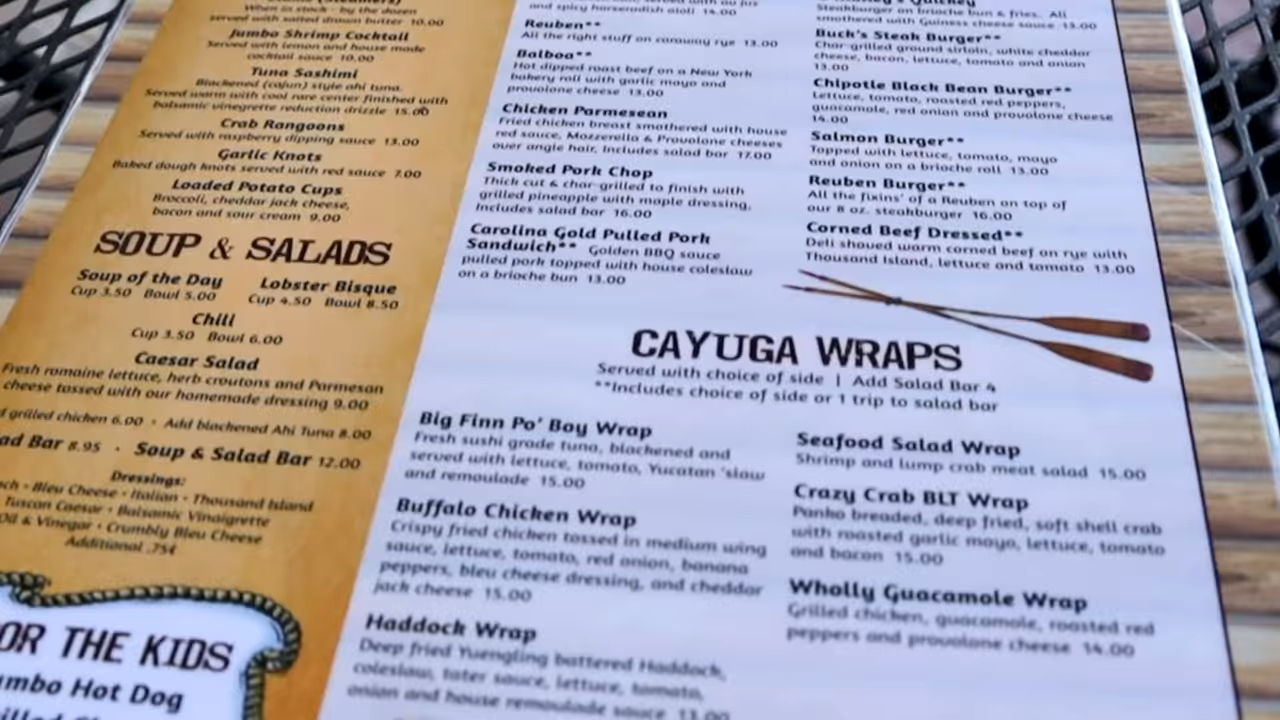 When in stock - by the dozen
served with salted drawn butter 10.00
Jumbo Shrimp Cocktail
Served with lemon and house made
cocktail sauce 10.00
Tuna Sashimi
Blackened (cajun) style ahi tuna.
Served warm with cool rare center finished with
balsamic vinegrette reduction drizzle 15.00
Crab Rangoons
Served with raspberry dipping sauce 13.00
Garlic Knots
Baked dough knots served with red sauce 7.00
Loaded Potato Cups
Broccoli, cheddar jack cheese,
bacon and sour cream 9.00
SOUP & SALADS
Soup of the Day
Cup 3.50 Bowl 5.00
Lobster Bisque
Cup 4.50 Bowl 8.50
Chili
Cup 3.50 Bowl 6.00
Caesar Salad
Fresh romaine lettuce, herb croutons and Parmesan
cheese tossed with our homemade dressing 9.00
d grilled chicken 6.00 • Add blackened Ahi Tuna 8.00
ad Bar 8.95 • Soup & Salad Bar 12.00
Dressings:
ch • Bleu Cheese • Italian • Thousand Island
Tuscan Caesar • Balsamic Vinaigrette
Oil & Vinegar • Crumbly Bleu Cheese
Additional .75¢
OR THE KIDS
umbo Hot Dog
and spicy horseradish aioli 14.00
Reuben**
All the right stuff on caraway rye 13.00
Balboa**
Hot dipped roast beef on a New York
bakery roll with garlic mayo and
provolone cheese 13.00
Chicken Parmesean
Fried chicken breast smothered with house
red sauce, Mozzerella & Provolone cheeses
over angie hair, Includes salad bar 17.00
Smoked Pork Chop
Thick cut & char-grilled to finish with
grilled pineapple with maple dressing,
Includes salad bar 16.00
Carolina Gold Pulled Pork
Sandwich** Golden BBQ sauce
pulled pork topped with house coleslaw
on a brioche bun 13.00
Steakburger on brioche bun & fries. All
smothered with Guiness cheese sauce 13.00
Buck's Steak Burger**
Char-grilled ground sirloin, white cheddar
cheese, bacon, lettuce, tomato and onion
13.00
Chipotle Black Bean Burger**
Lettuce, tomato, roasted red peppers,
guacamole, red onion and provolone cheese
14.00
Salmon Burger**
Topped with lettuce, tomato, mayo
and onion on a brioche roll 13.00
Reuben Burger**
All the fixins' of a Reuben on top of
our 8 oz. steakburger 16.00
Corned Beef Dressed**
Deli shaved warm corned beef on rye with
Thousand Island, lettuce and tomato 13.00
CAYUGA WRAPS
Served with choice of side | Add Salad Bar 4
**Includes choice of side or 1 trip to salad bar
Big Finn Po' Boy Wrap
Fresh sushi grade tuna, blackened and
served with lettuce, tomato, Yucatan 'slaw
and remoulade 15.00
Buffalo Chicken Wrap
Crispy fried chicken tossed in medium wing
sauce, lettuce, tomato, red onion, banana
peppers, bleu cheese dressing, and cheddar
jack cheese 15.00
Haddock Wrap
Deep fried Yuengling battered Haddock,
coleslaw, tater sauce, lettuce, tomato,
onion and house remoulade sauce 13.00
Seafood Salad Wrap
Shrimp and lump crab meat salad 15.00
Crazy Crab BLT Wrap
Panko breaded, deep fried, soft shell crab
with roasted garlic mayo, lettuce, tomato
and bacon 15.00
Wholly Guacamole Wrap
Grilled chicken, guacamole, roasted red
peppers and provolone cheese 14.00